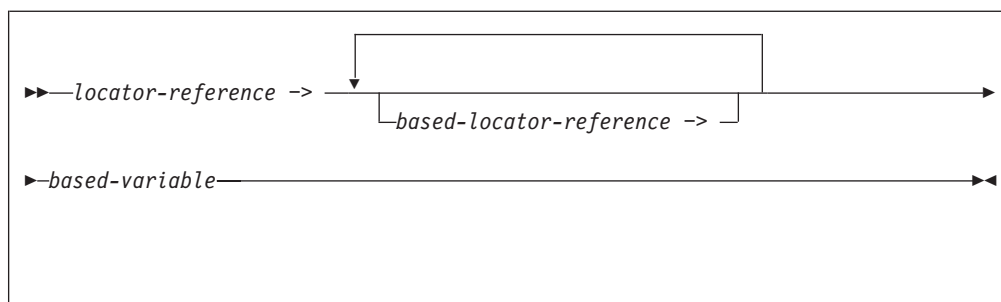 locator-reference –>
based-locator-reference –>
based-variable